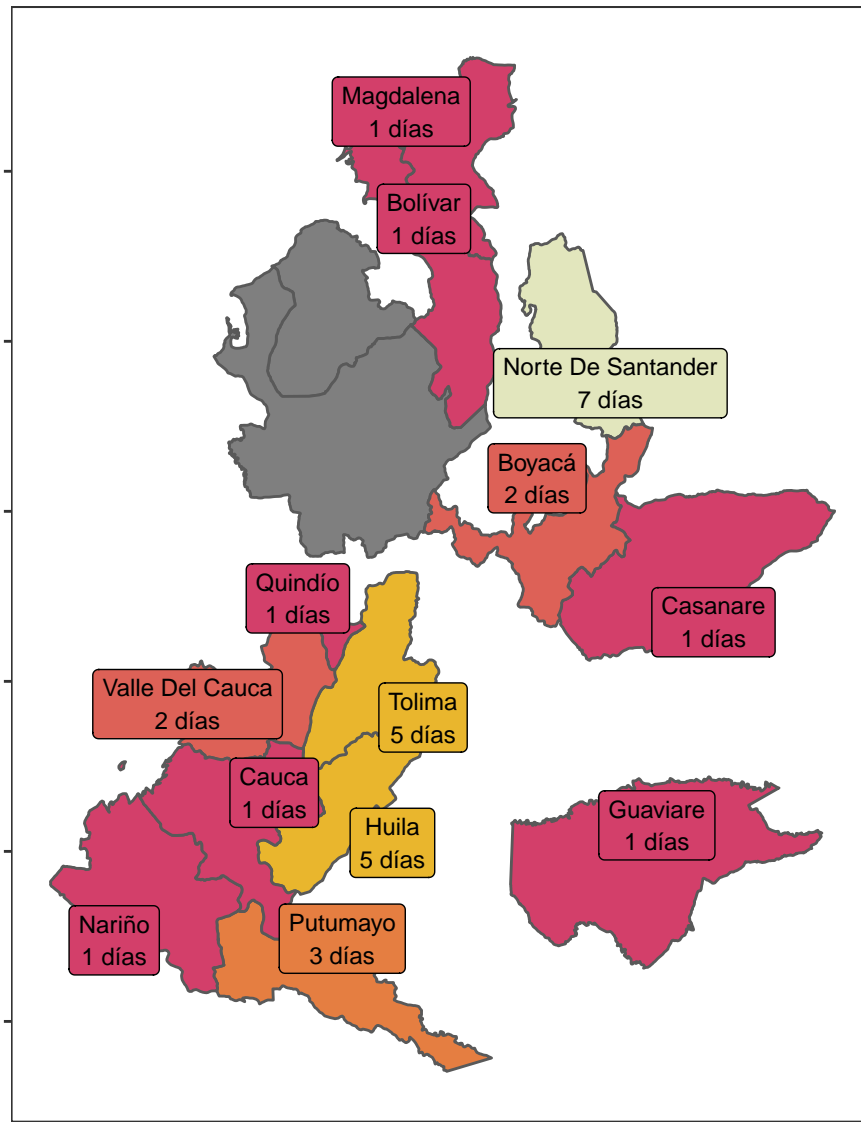 Magdalena
1 días
Bolívar
1 días
Norte De Santander
7 días
Boyacá
2 días
Quindío
1 días
Casanare
1 días
Valle Del Cauca
2 días
Tolima
5 días
Cauca
1 días
Guaviare
1 días
Huila
5 días
Nariño
1 días
Putumayo
3 días